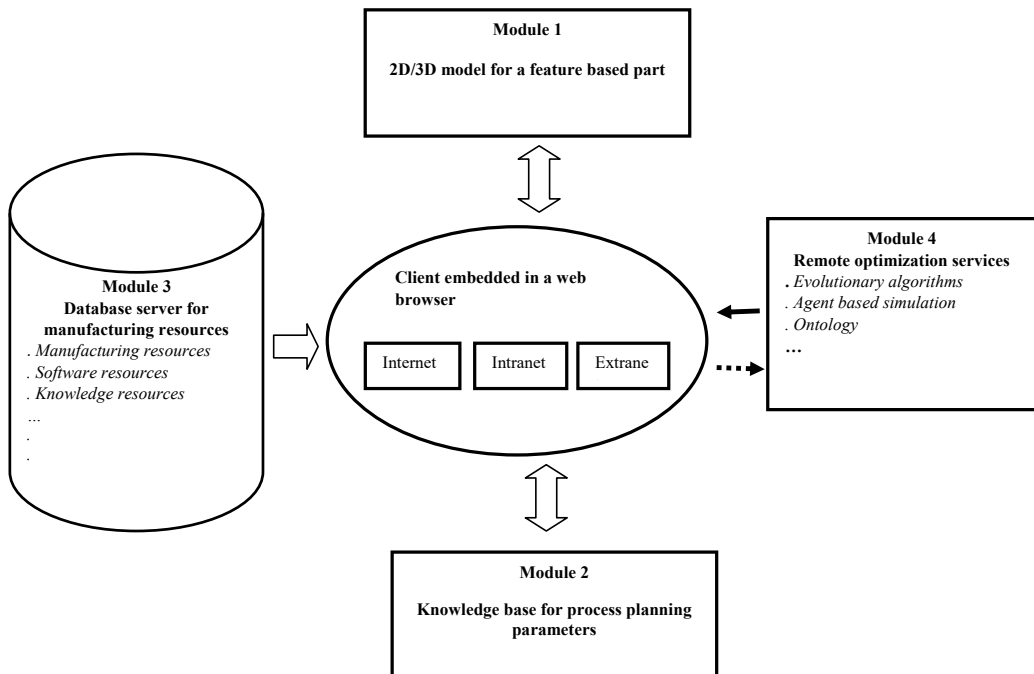 Module 1
2D/3D model for a feature based part
Module 3
Database server for
manufacturing resources
. Manufacturing resources
. Software resources
. Knowledge resources
…
.
.
Client embedded in a web
browser
Internet
Intranet
Extrane
Module 4
Remote optimization services
. Evolutionary algorithms
. Agent based simulation
. Ontology
…
Module 2
Knowledge base for process planning
parameters